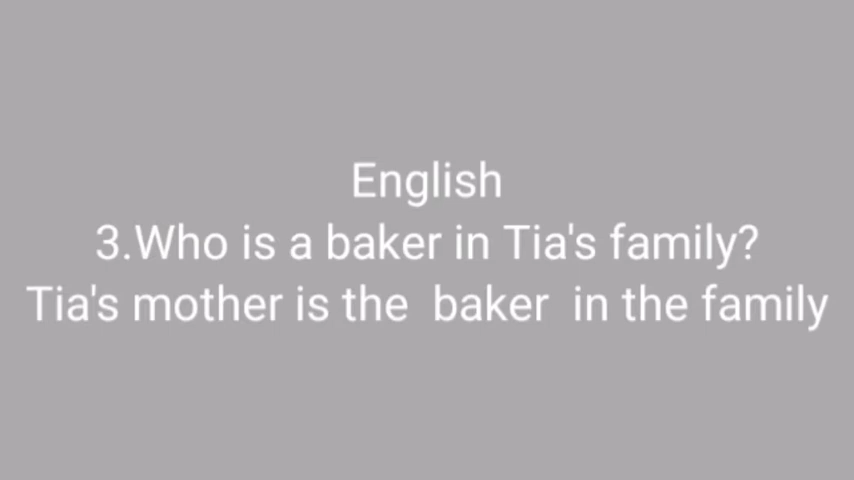 English
3.Who is a baker in Tia's family?
Tia's mother is the  baker  in the family